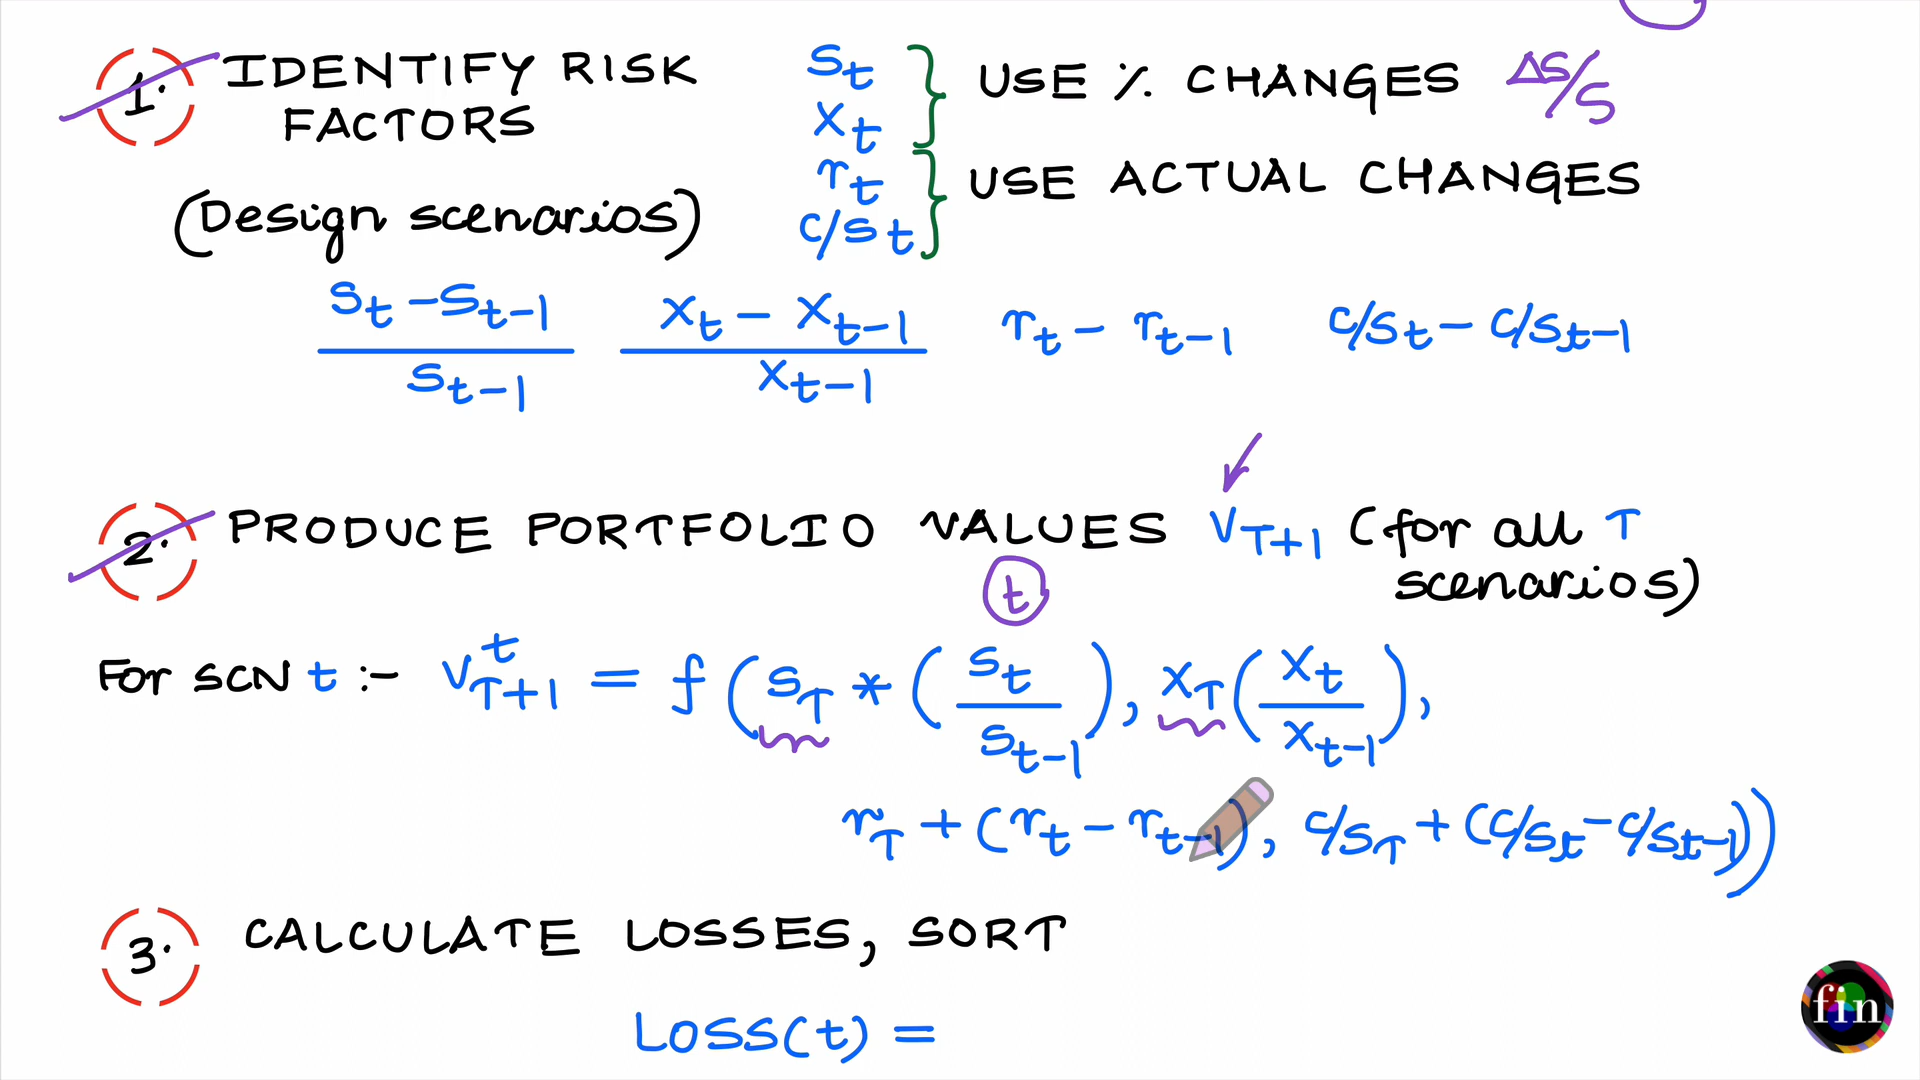 1. IDENTIFY RISK FACTORS
(Design scenarios)
S_t
X_t
r_t
c/s_t
USE % CHANGES ΔS/S
USE ACTUAL CHANGES
(S_t - S_{t-1}) / S_{t-1}   (X_t - X_{t-1}) / X_{t-1}   r_t - r_{t-1}   c/s_t - c/s_{t-1}
2. PRODUCE PORTFOLIO VALUES V_{T+1} (for all T
scenarios)
t
For SCN t :- V^t_{T+1} = f (S_T * (S_t / S_{t-1}), X_T (X_t / X_{t-1}),
r_T + (r_t - r_{t-1}), c/s_T + (c/s_t - c/s_{t-1}))
3. CALCULATE LOSSES, SORT
LOSS(t) =
fin